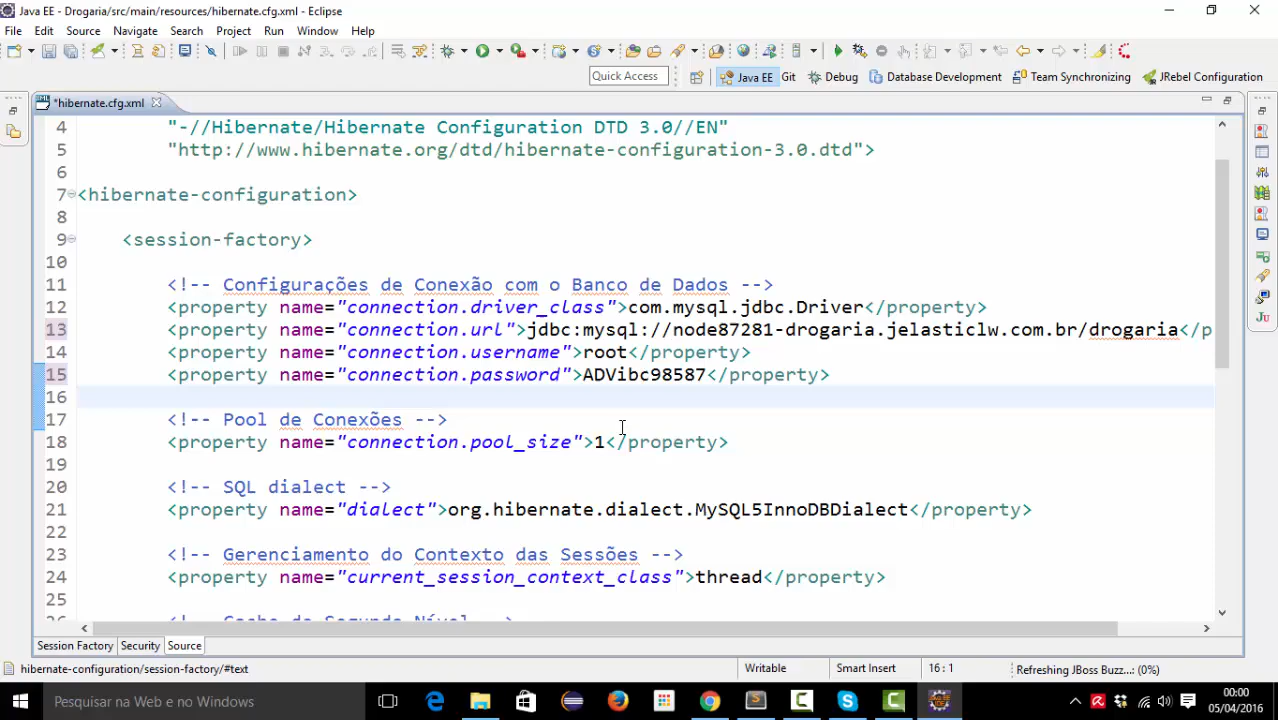 Java EE - Drogaria/src/main/resources/hibernate.cfg.xml - Eclipse
File Edit Source Navigate Search Project Run Window Help
Quick Access Java EE Git Debug Database Development Team Synchronizing JRebel Configuration
*hibernate.cfg.xml
4 "-//Hibernate/Hibernate Configuration DTD 3.0//EN"
5 "http://www.hibernate.org/dtd/hibernate-configuration-3.0.dtd">
6
7 <hibernate-configuration>
8
9 <session-factory>
10
11 <!-- Configurações de Conexão com o Banco de Dados -->
12 <property name="connection.driver_class">com.mysql.jdbc.Driver</property>
13 <property name="connection.url">jdbc:mysql://node87281-drogaria.jelasticlw.com.br/drogaria</p
14 <property name="connection.username">root</property>
15 <property name="connection.password">ADVibc98587</property>
16
17 <!-- Pool de Conexões -->
18 <property name="connection.pool_size">1</property>
19
20 <!-- SQL dialect -->
21 <property name="dialect">org.hibernate.dialect.MySQL5InnoDBDialect</property>
22
23 <!-- Gerenciamento do Contexto das Sessões -->
24 <property name="current_session_context_class">thread</property>
25
26 <!-- Cache de Segundo Nível -->
Session Factory Security Source
hibernate-configuration/session-factory/#text Writable Smart Insert 16 : 1 Refreshing JBoss Buzz...: (0%)
Pesquisar na Web e no Windows
00:00
05/04/2016